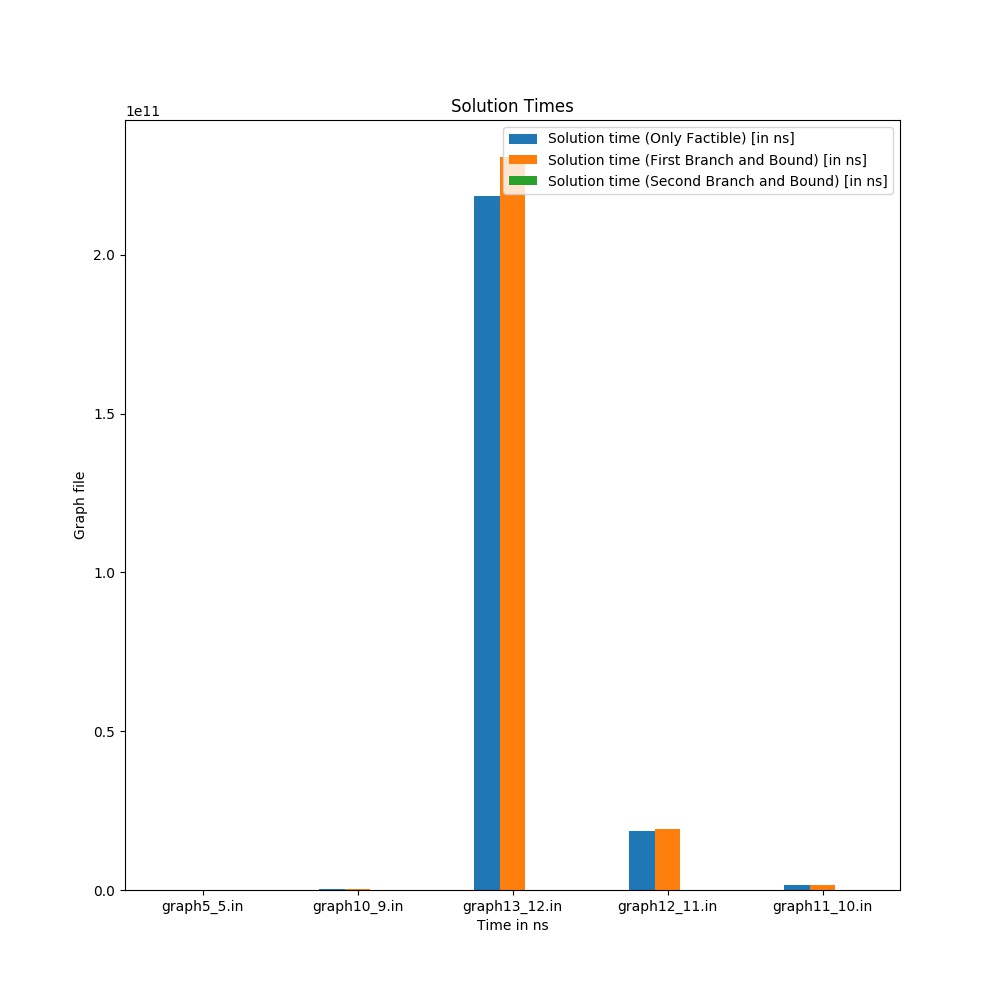 Solution Times
1e11
Solution time (Only Factible) [in ns]
Solution time (First Branch and Bound) [in ns]
Solution time (Second Branch and Bound) [in ns]
2.0
1.5
1.0
0.5
0.0
Graph file
graph5_5.in
graph10_9.in
graph13_12.in
graph12_11.in
graph11_10.in
Time in ns